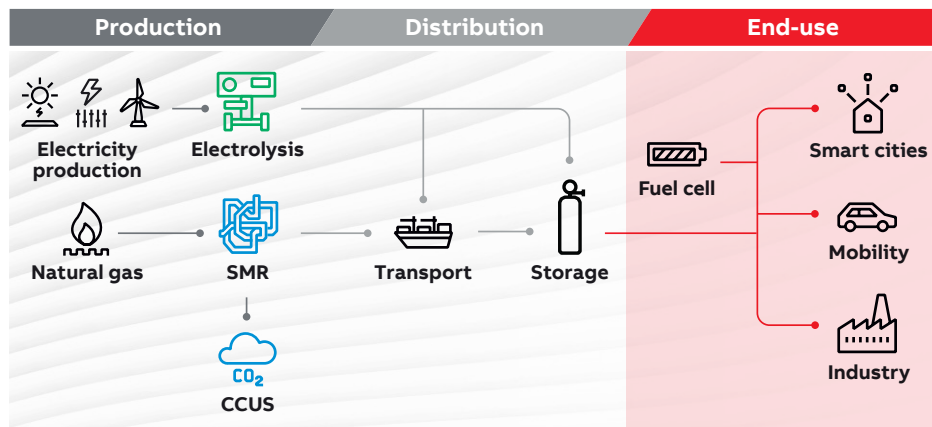 Production
Distribution
End-use
Electricity
production
Electrolysis
Fuel cell
Smart cities
Natural gas
SMR
Transport
Storage
Mobility
CO₂
CCUS
Industry